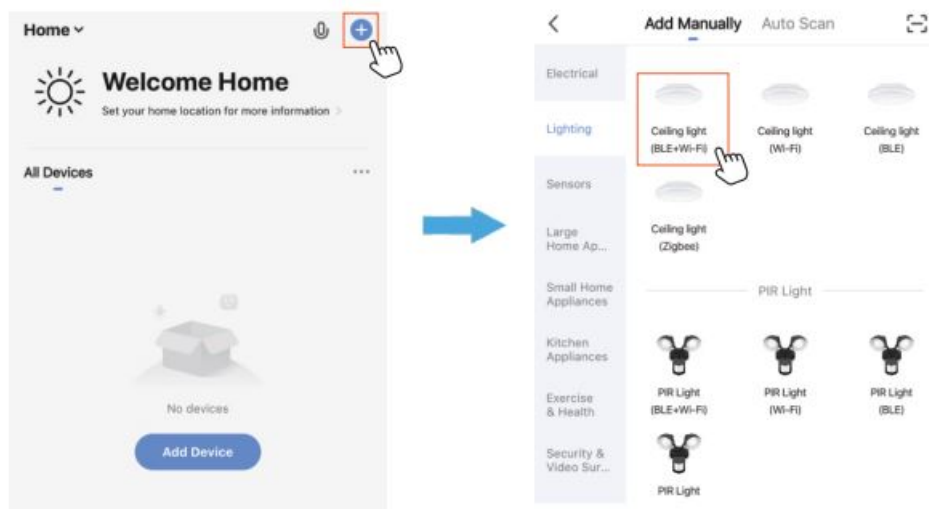 Home
Welcome Home
Set your home location for more information >
All Devices
No devices
Add Device
Add Manually Auto Scan
Electrical
Lighting
Sensors
Large
Home Ap...
Small Home
Appliances
Kitchen
Appliances
Exercise
& Health
Security &
Video Sur...
Ceiling light
(BLE+Wi-Fi)
Ceiling light
(Wi-Fi)
Ceiling light
(BLE)
Ceiling light
(Zigbee)
PIR Light
PIR Light
(BLE+Wi-Fi)
PIR Light
(Wi-Fi)
PIR Light
(BLE)
PIR Light